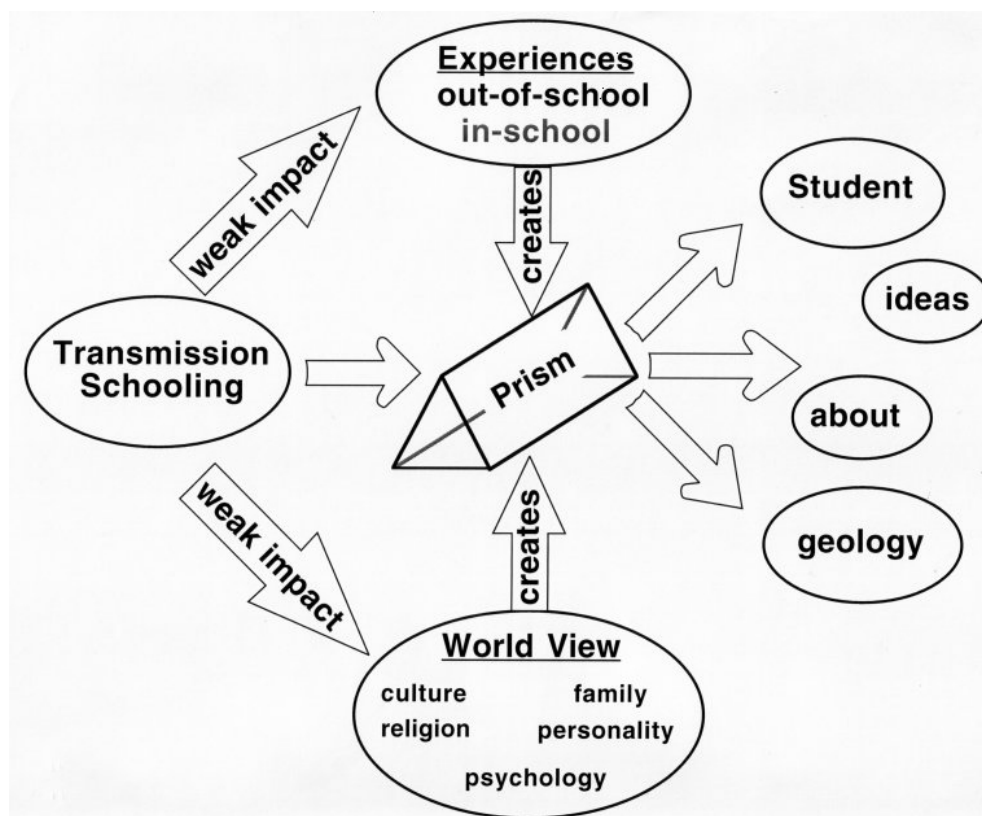 Experiences
out-of-school
in-school
weak impact
creates
Student
ideas
Transmission
Schooling
Prism
about
geology
weak impact
creates
World View
culture family
religion personality
psychology